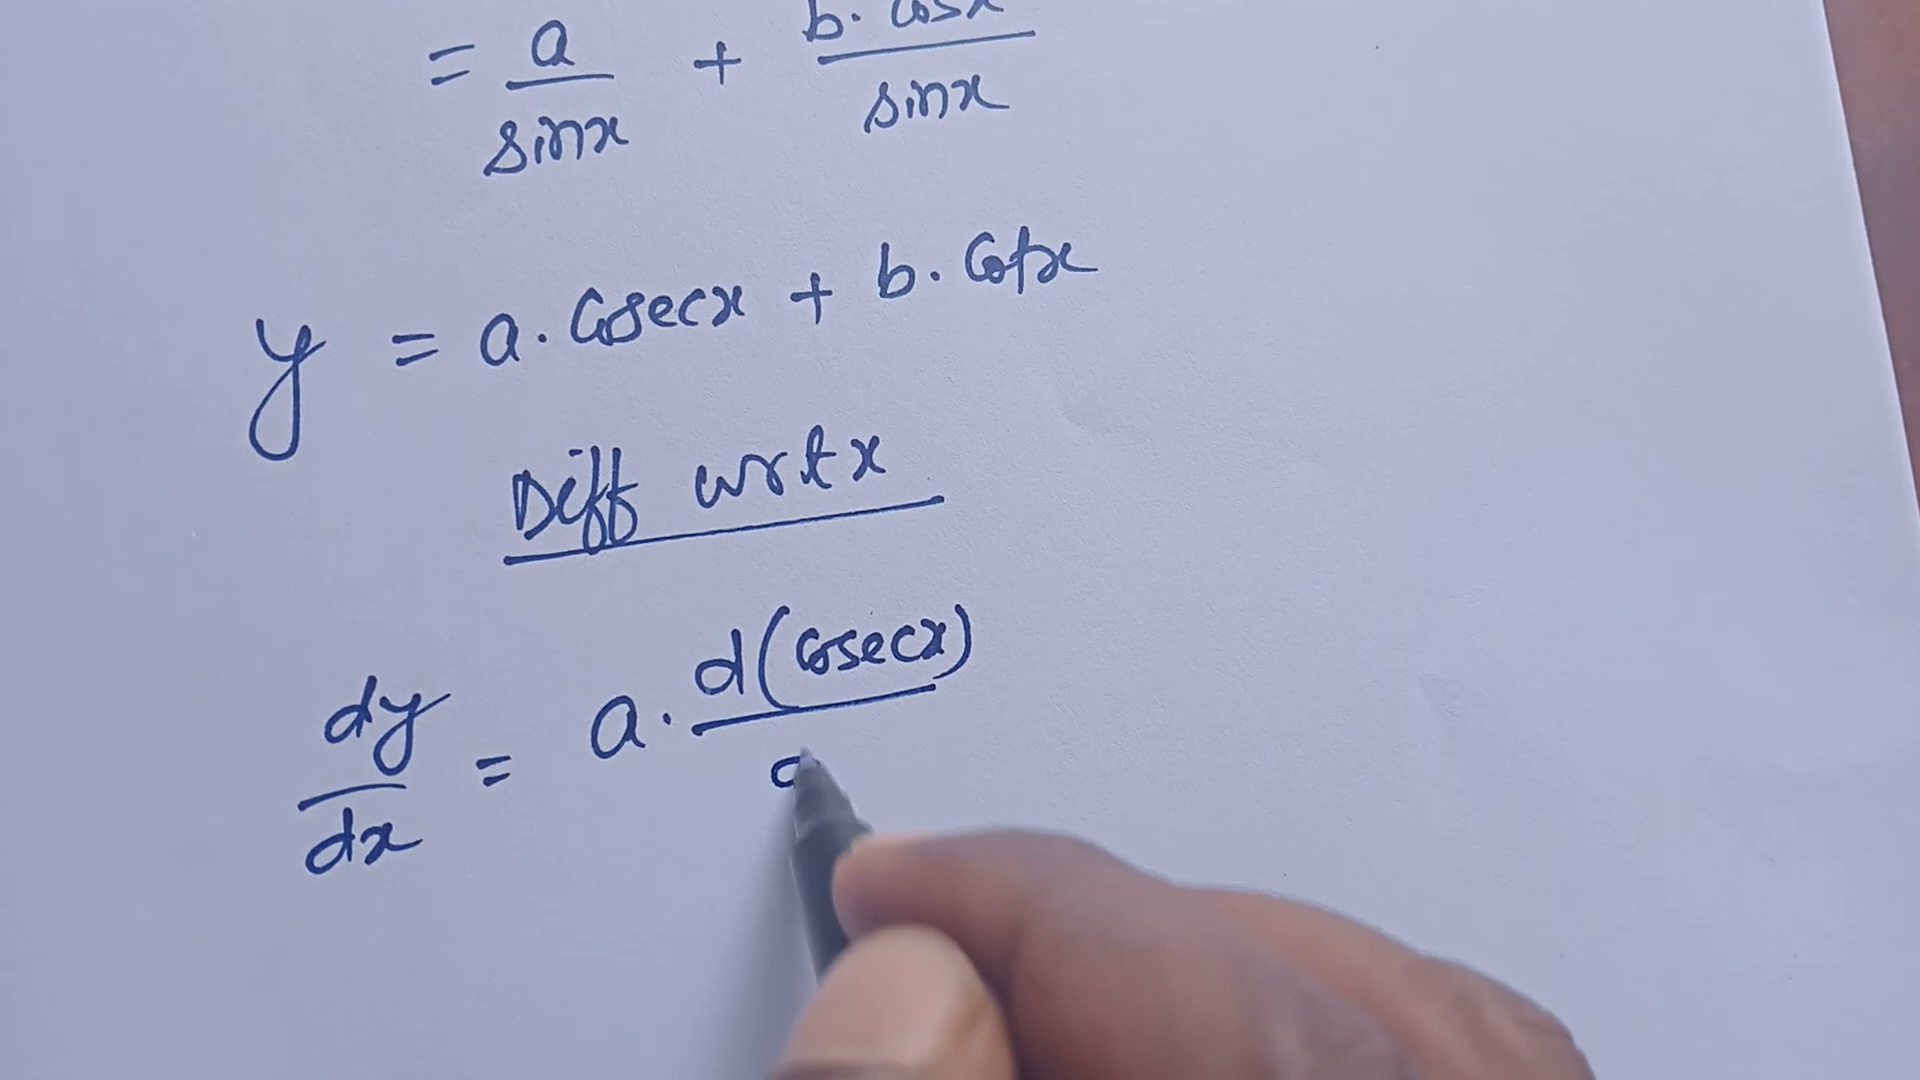 = a/sinx + b. cosx/sinx
y = a. Cosecx + b. Cotx
Diff wrt x
dy/dx = a. d(cosecx)/